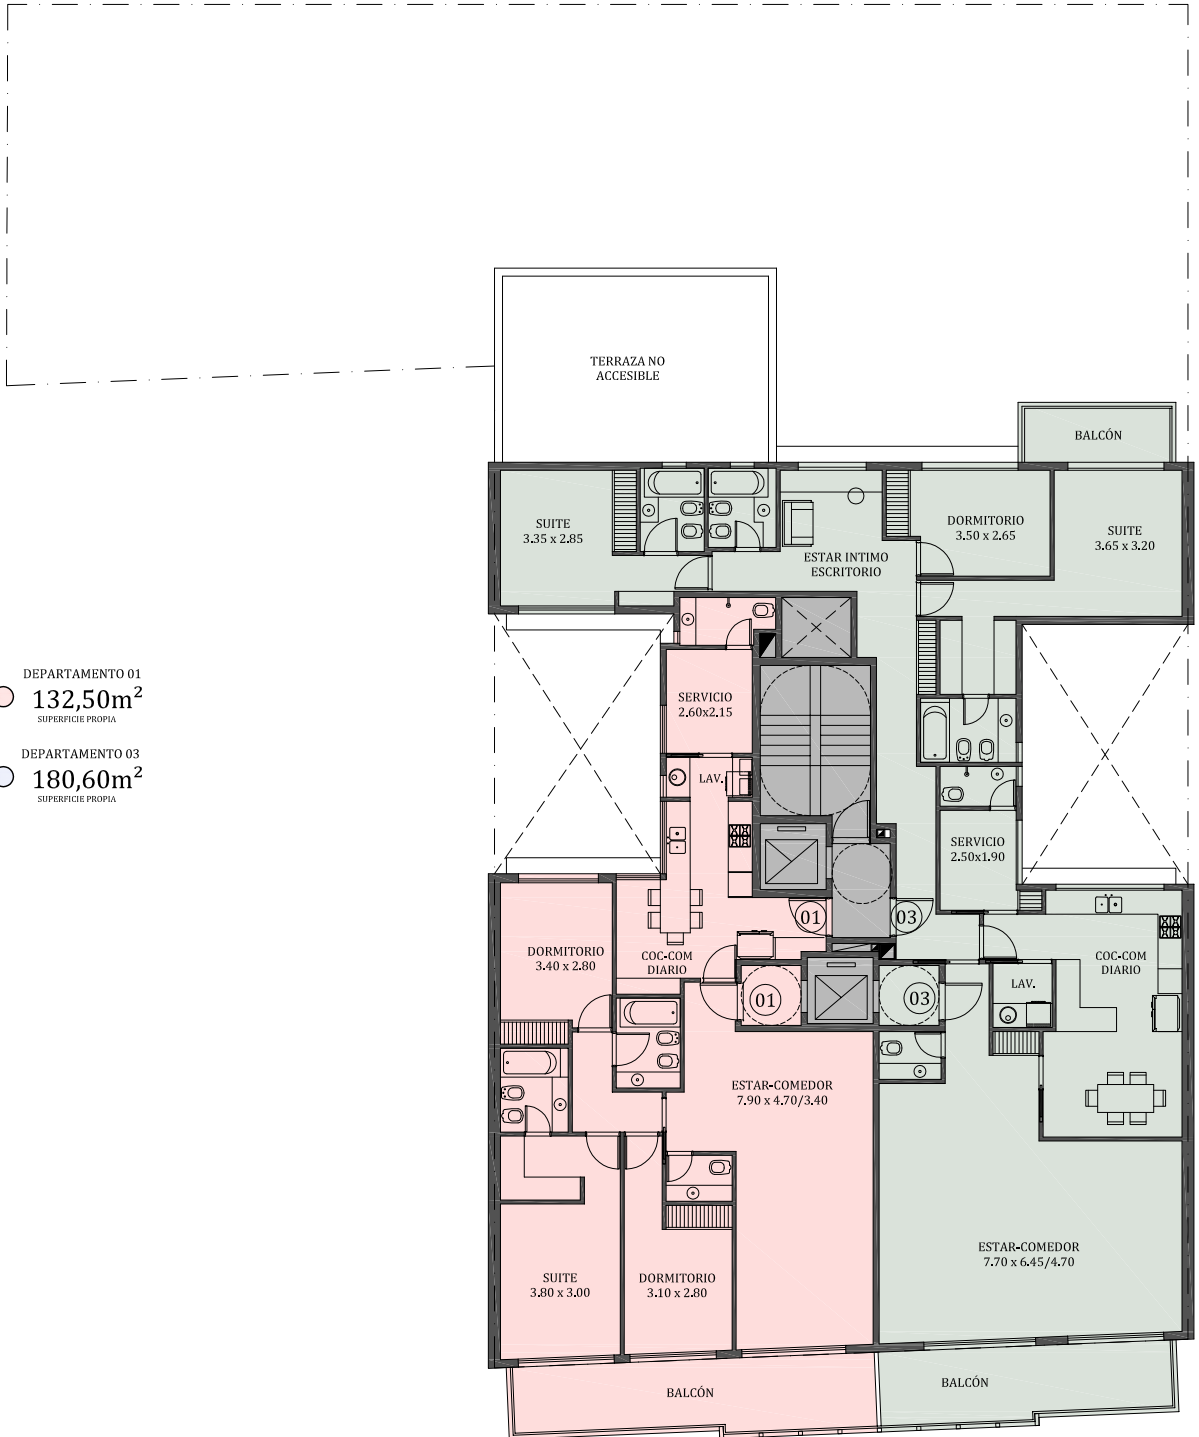 TERRAZA NO
ACCESIBLE
BALCÓN
SUITE
3.35 x 2.85
DORMITORIO
3.50 x 2.65
SUITE
3.65 x 3.20
ESTAR INTIMO
ESCRITORIO
DEPARTAMENTO 01
132,50m²
SUPERFICIE PROPIA
DEPARTAMENTO 03
180,60m²
SUPERFICIE PROPIA
SERVICIO
2.60x2.15
LAV.
SERVICIO
2.50x1.90
01
03
DORMITORIO
3.40 x 2.80
COC-COM
DIARIO
COC-COM
DIARIO
LAV.
01
03
ESTAR-COMEDOR
7.90 x 4.70/3.40
ESTAR-COMEDOR
7.70 x 6.45/4.70
SUITE
3.80 x 3.00
DORMITORIO
3.10 x 2.80
BALCÓN
BALCÓN